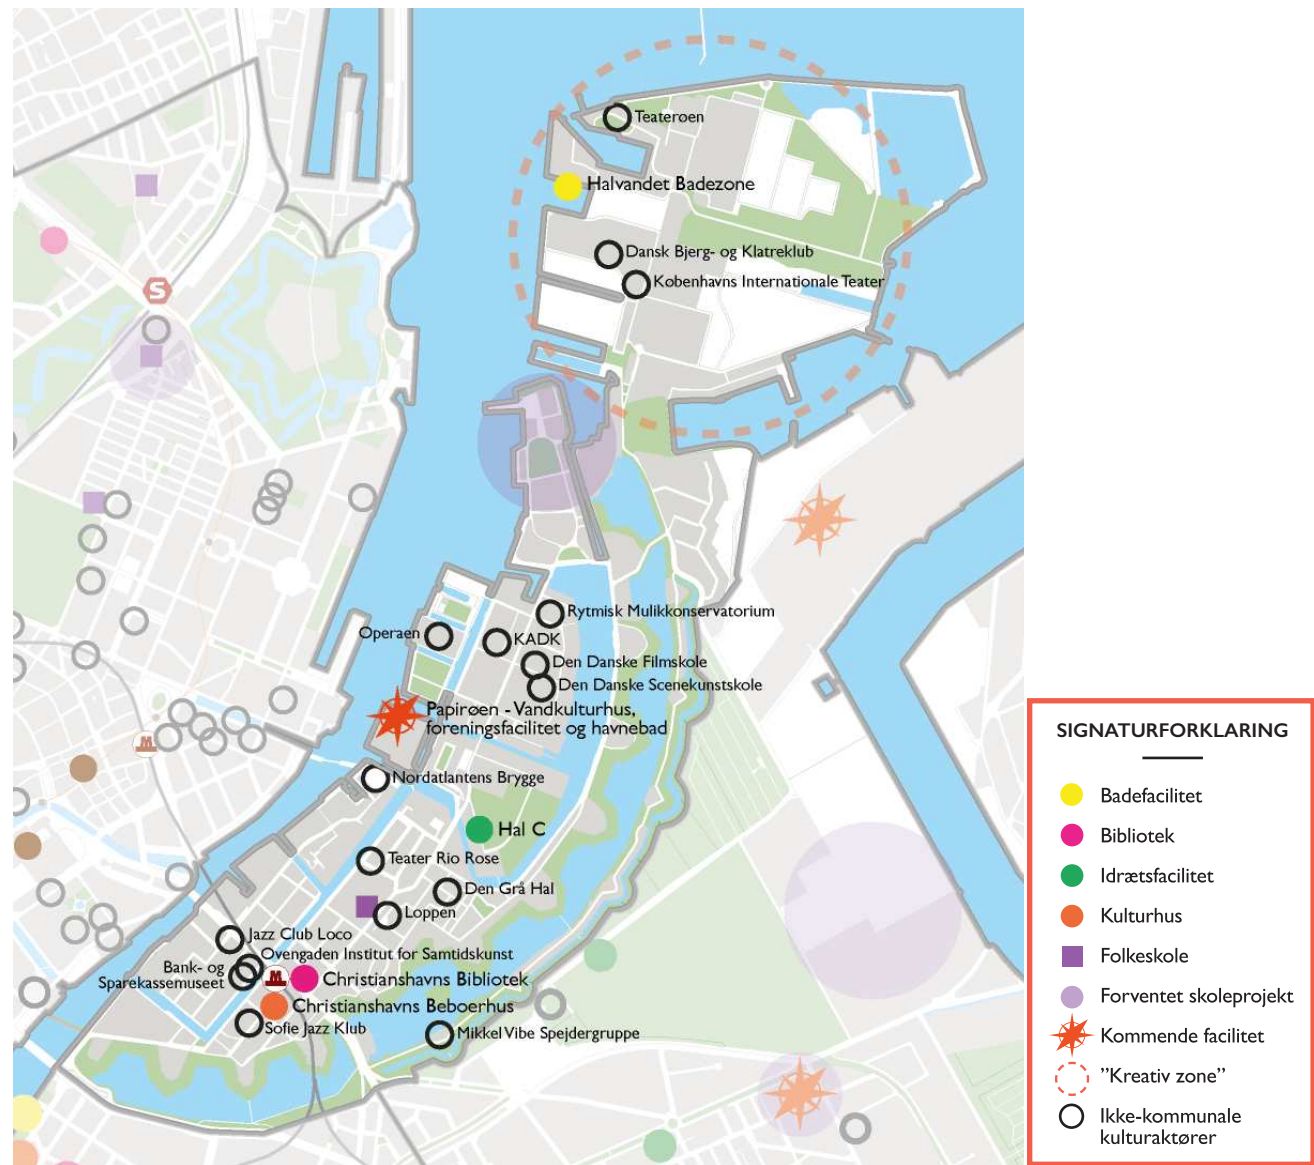 Teaterøen
Halvandet Badezone
Dansk Bjerg- og Klatreklub
Københavns Internationale Teater
S
Rytmisk Mulikkonservatorium
Operaen
KADK
Den Danske Filmskole
Den Danske Scenekunstskole
Papirøen - Vandkulturhus,
foreningsfacilitet og havnebad
Nordatlantens Brygge
Hal C
Teater Rio Rose
Den Grå Hal
Loppen
Jazz Club Loco
Ovengaden Institut for Samtidskunst
Bank- og
Sparekassemuseet
M
Christianshavns Bibliotek
Christianshavns Beboerhus
Sofie Jazz Klub
Mikkel Vibe Spejdergruppe
M
SIGNATURFORKLARING
Badefacilitet
Bibliotek
Idrætsfacilitet
Kulturhus
Folkeskole
Forventet skoleprojekt
Kommende facilitet
”Kreativ zone”
Ikke-kommunale
kulturaktører